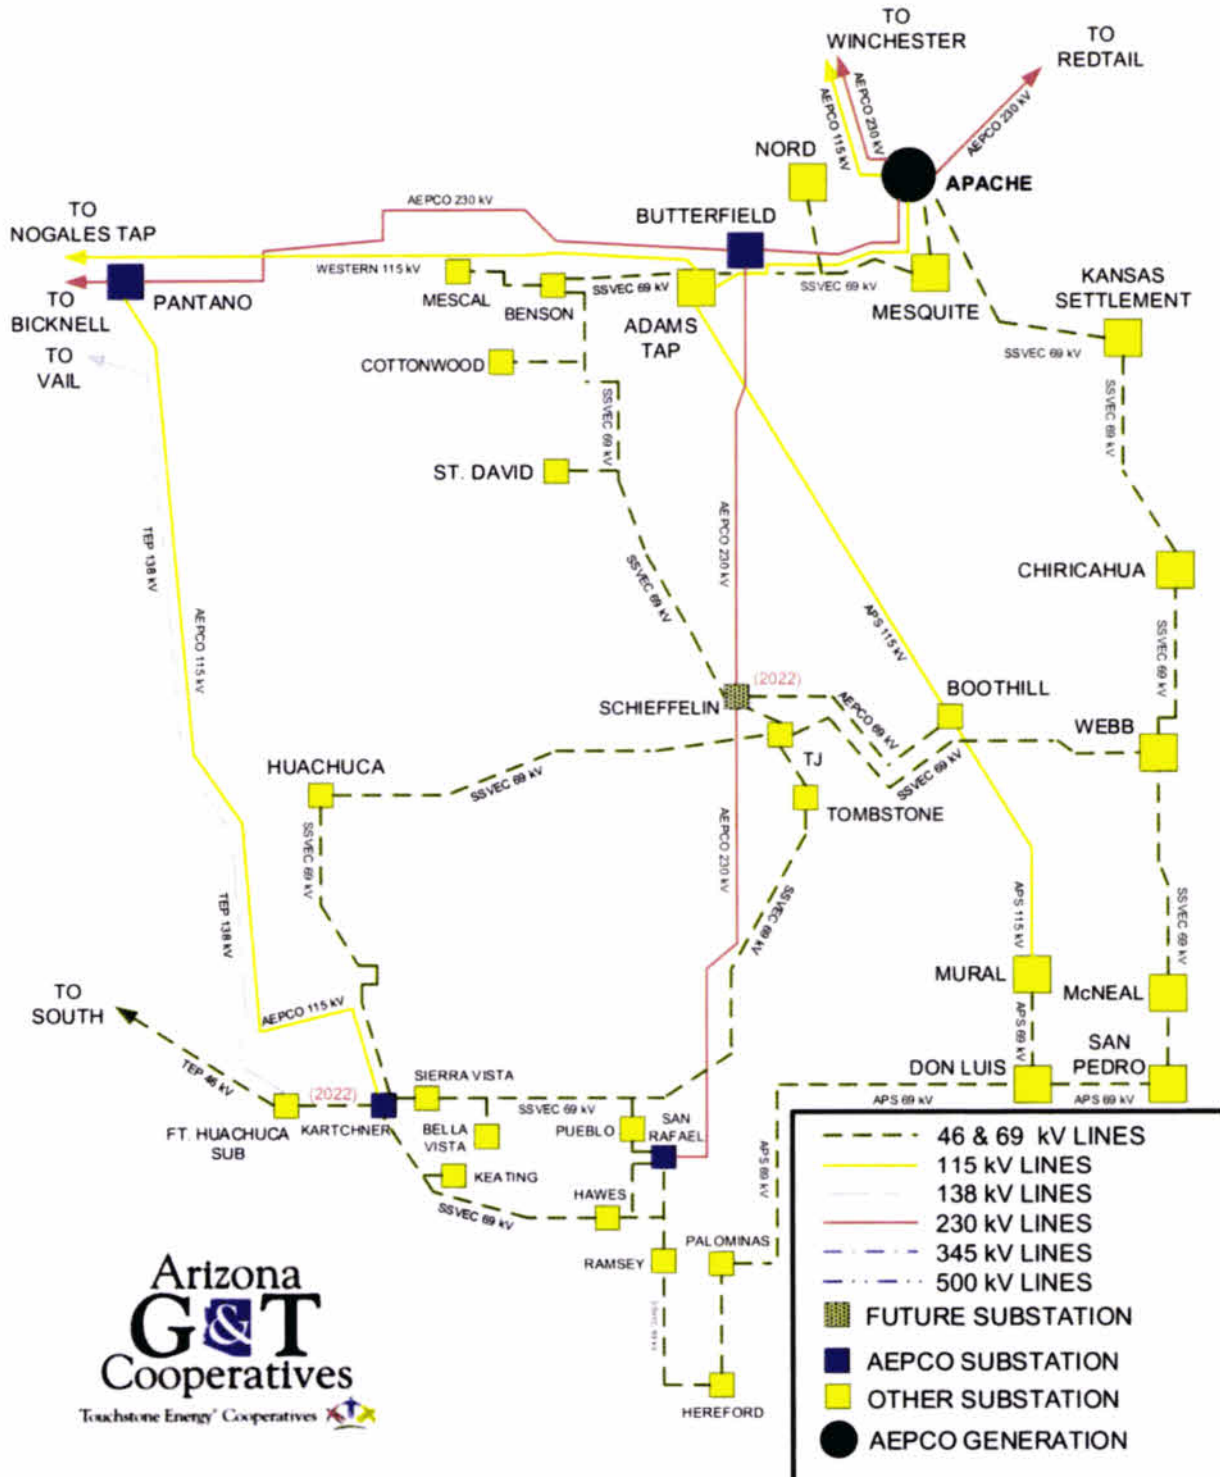 TO
WINCHESTER
TO
REDTAIL
AEPCO 115 kV
AEPCO 230 kV
AEPCO 230 kV
NORD
APACHE
AEPCO 230 kV
TO
NOGALES TAP
BUTTERFIELD
WESTERN 115 kV
MESCAL
BENSON
SSVEC 69 kV
SSVEC 69 kV
MESQUITE
KANSAS
SETTLEMENT
PANTANO
TO
BICKNELL
ADAMS
TAP
TO
VAIL
COTTONWOOD
SSVEC 69 kV
SSVEC 69 kV
SSVEC 69 kV
ST. DAVID
AEPCO 230 kV
TEP 138 kV
SSVEC 69 kV
CHIRICAHUA
AEPCO 115 kV
APS 115 kV
SSVEC 69 kV
(2022)
SCHIEFFELIN
AEPCO 69 kV
BOOTHILL
WEBB
TJ
SSVEC 69 kV
HUACHUCA
SSVEC 69 kV
TOMBSTONE
SSVEC 69 kV
AEPCO 230 kV
SSVEC 69 kV
TEP 138 kV
APS 115 kV
SSVEC 69 kV
TO
SOUTH
AEPCO 115 kV
MURAL
McNEAL
APS 69 kV
TEP 46 kV
(2022)
SIERRA VISTA
SSVEC 69 kV
DON LUIS
SAN
PEDRO
APS 69 kV
APS 69 kV
FT. HUACHUCA
SUB
KARTCHNER
BELLA
VISTA
PUEBLO
SAN
RAFAEL
APS 69 kV
KEATING
SSVEC 69 kV
HAWES
RAMSEY
PALOMINAS
SSVEC 69 kV
HEREFORD
46 & 69 kV LINES
115 kV LINES
138 kV LINES
230 kV LINES
345 kV LINES
500 kV LINES
FUTURE SUBSTATION
AEPCO SUBSTATION
OTHER SUBSTATION
AEPCO GENERATION
Arizona
G&T
Cooperatives
Touchstone Energy® Cooperatives